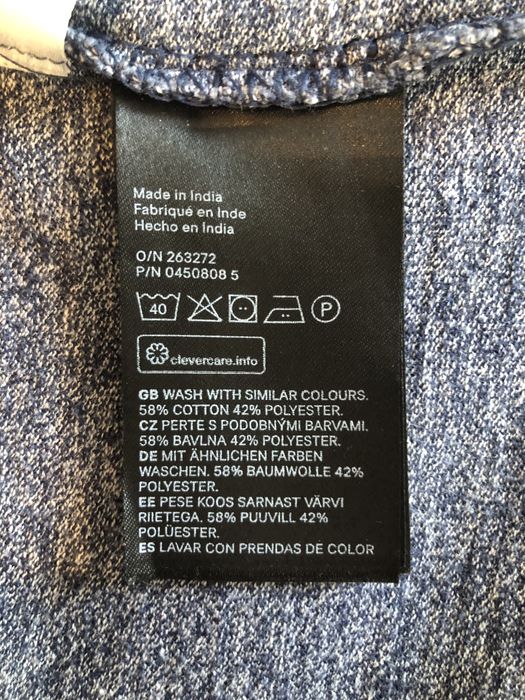 Made in India
Fabriqué en Inde
Hecho en India
O/N 263272
P/N 0450808 5
40 P
clevercare.info
GB WASH WITH SIMILAR COLOURS.
58% COTTON 42% POLYESTER.
CZ PERTE S PODOBNÝMI BARVAMI.
58% BAVLNA 42% POLYESTER.
DE MIT ÄHNLICHEN FARBEN
WASCHEN. 58% BAUMWOLLE 42%
POLYESTER.
EE PESE KOOS SARNAST VÄRVI
RIIETEGA. 58% PUUVILL 42%
POLÜESTER.
ES LAVAR CON PRENDAS DE COLOR